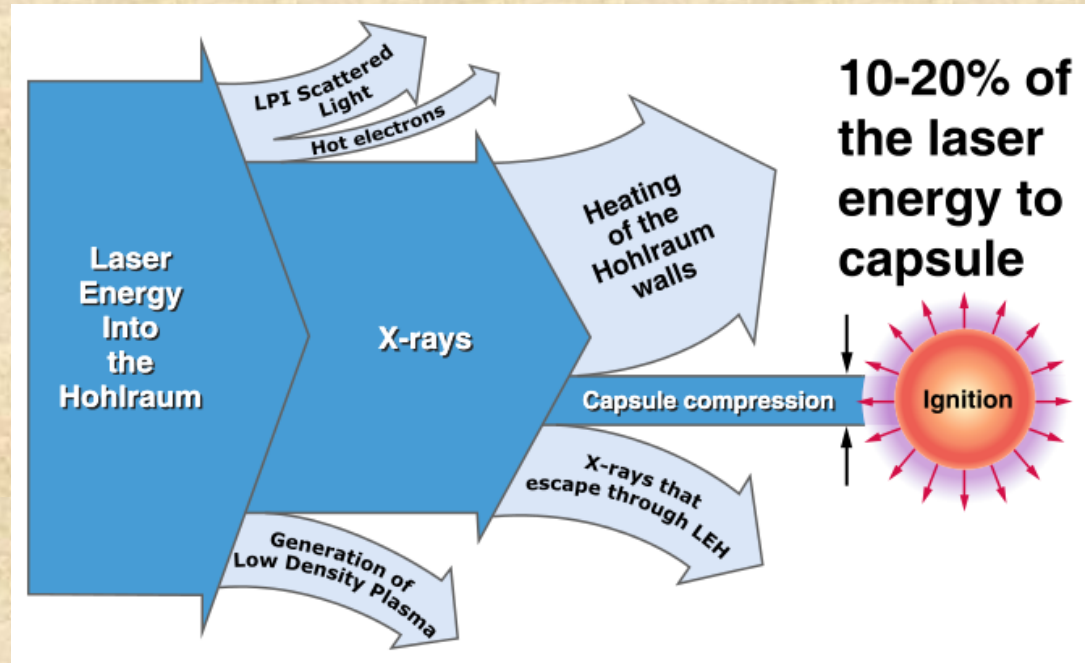 LPI Scattered
Light
Hot electrons
10-20% of
the laser
energy to
capsule
Laser
Energy
Into
the
Hohlraum
X-rays
Heating
of the
Hohlraum
walls
Capsule compression
Ignition
X-rays that
escape through LEH
Generation of
Low Density Plasma